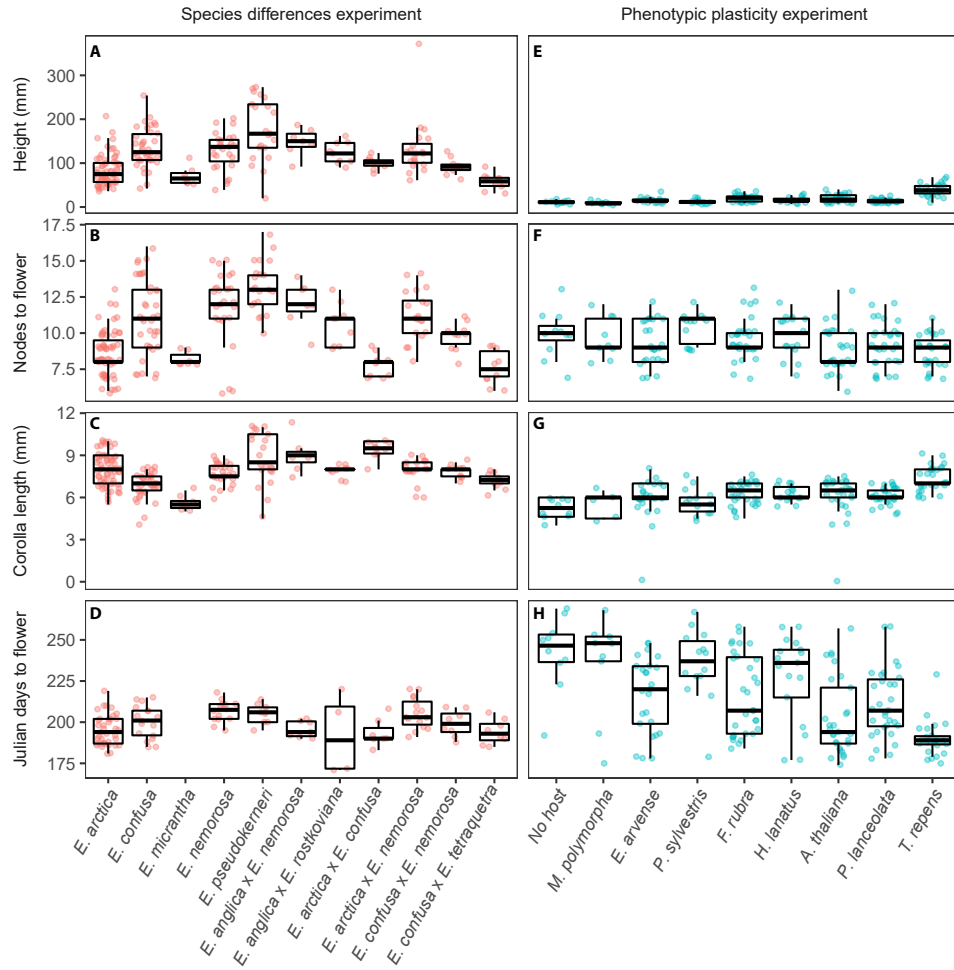 Species differences experiment
Phenotypic plasticity experiment
A
E
Height (mm)
300
200
100
0
B
F
Nodes to flower
17.5
15.0
12.5
10.0
7.5
C
G
Corolla length (mm)
12
9
6
3
0
D
H
Julian days to flower
250
225
200
175
E. arctica
E. confusa
E. micrantha
E. nemorosa
E. pseudokerneri
E. anglica x E. nemorosa
E. anglica x E. rostkoviana
E. arctica x E. confusa
E. arctica x E. nemorosa
E. confusa x E. nemorosa
E. confusa x E. tetraquetra
No host
M. polymorpha
E. arvense
P. sylvestris
F. rubra
H. lanatus
A. thaliana
P. lanceolata
T. repens